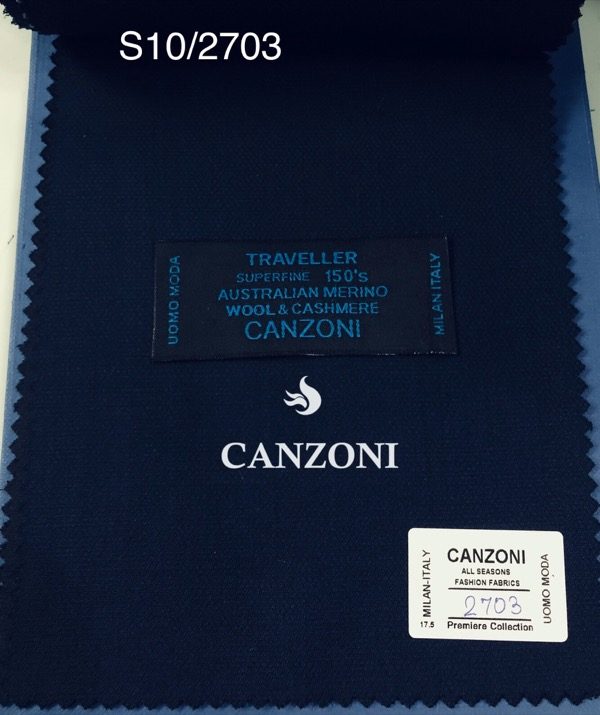 S10/2703
UOMO MODA
TRAVELLER
SUPERFINE 150's
AUSTRALIAN MERINO
WOOL & CASHMERE
CANZONI
MILAN ITALY
CANZONI
MILAN-ITALY
CANZONI
ALL SEASONS
FASHION FABRICS
2703
17.5 Premiere Collection
UOMO MODA